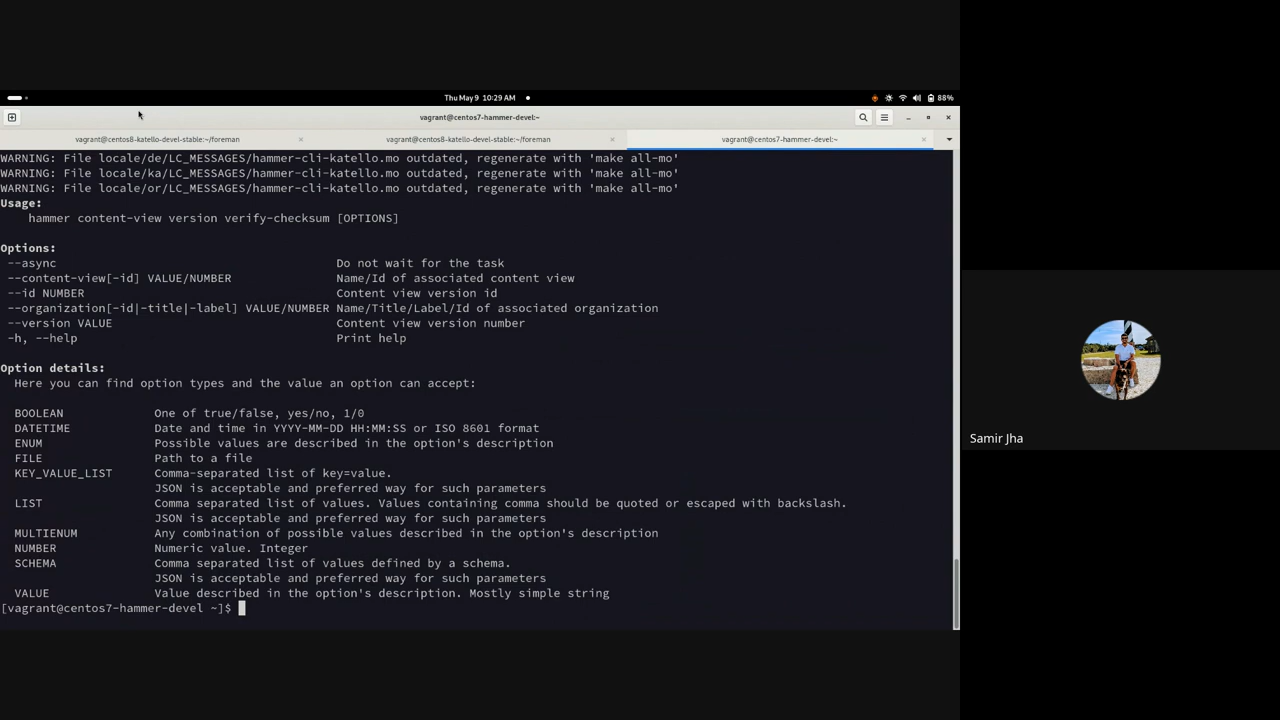 Thu May 9 10:29 AM
88%
vagrant@centos7-hammer-devel:~
vagrant@centos8-katello-devel-stable:~/foreman
vagrant@centos8-katello-devel-stable:~/foreman
vagrant@centos7-hammer-devel:~
WARNING: File locale/de/LC_MESSAGES/hammer-cli-katello.mo outdated, regenerate with 'make all-mo'
WARNING: File locale/ka/LC_MESSAGES/hammer-cli-katello.mo outdated, regenerate with 'make all-mo'
WARNING: File locale/or/LC_MESSAGES/hammer-cli-katello.mo outdated, regenerate with 'make all-mo'
Usage:
hammer content-view version verify-checksum [OPTIONS]
Options:
--async Do not wait for the task
--content-view[-id] VALUE/NUMBER Name/Id of associated content view
--id NUMBER Content view version id
--organization[-id|-title|-label] VALUE/NUMBER Name/Title/Label/Id of associated organization
--version VALUE Content view version number
-h, --help Print help
Option details:
Here you can find option types and the value an option can accept:
BOOLEAN One of true/false, yes/no, 1/0
DATETIME Date and time in YYYY-MM-DD HH:MM:SS or ISO 8601 format
ENUM Possible values are described in the option's description
FILE Path to a file
KEY_VALUE_LIST Comma-separated list of key=value.
JSON is acceptable and preferred way for such parameters
LIST Comma separated list of values. Values containing comma should be quoted or escaped with backslash.
JSON is acceptable and preferred way for such parameters
MULTIENUM Any combination of possible values described in the option's description
NUMBER Numeric value. Integer
SCHEMA Comma separated list of values defined by a schema.
JSON is acceptable and preferred way for such parameters
VALUE Value described in the option's description. Mostly simple string
[vagrant@centos7-hammer-devel ~]$
Samir Jha